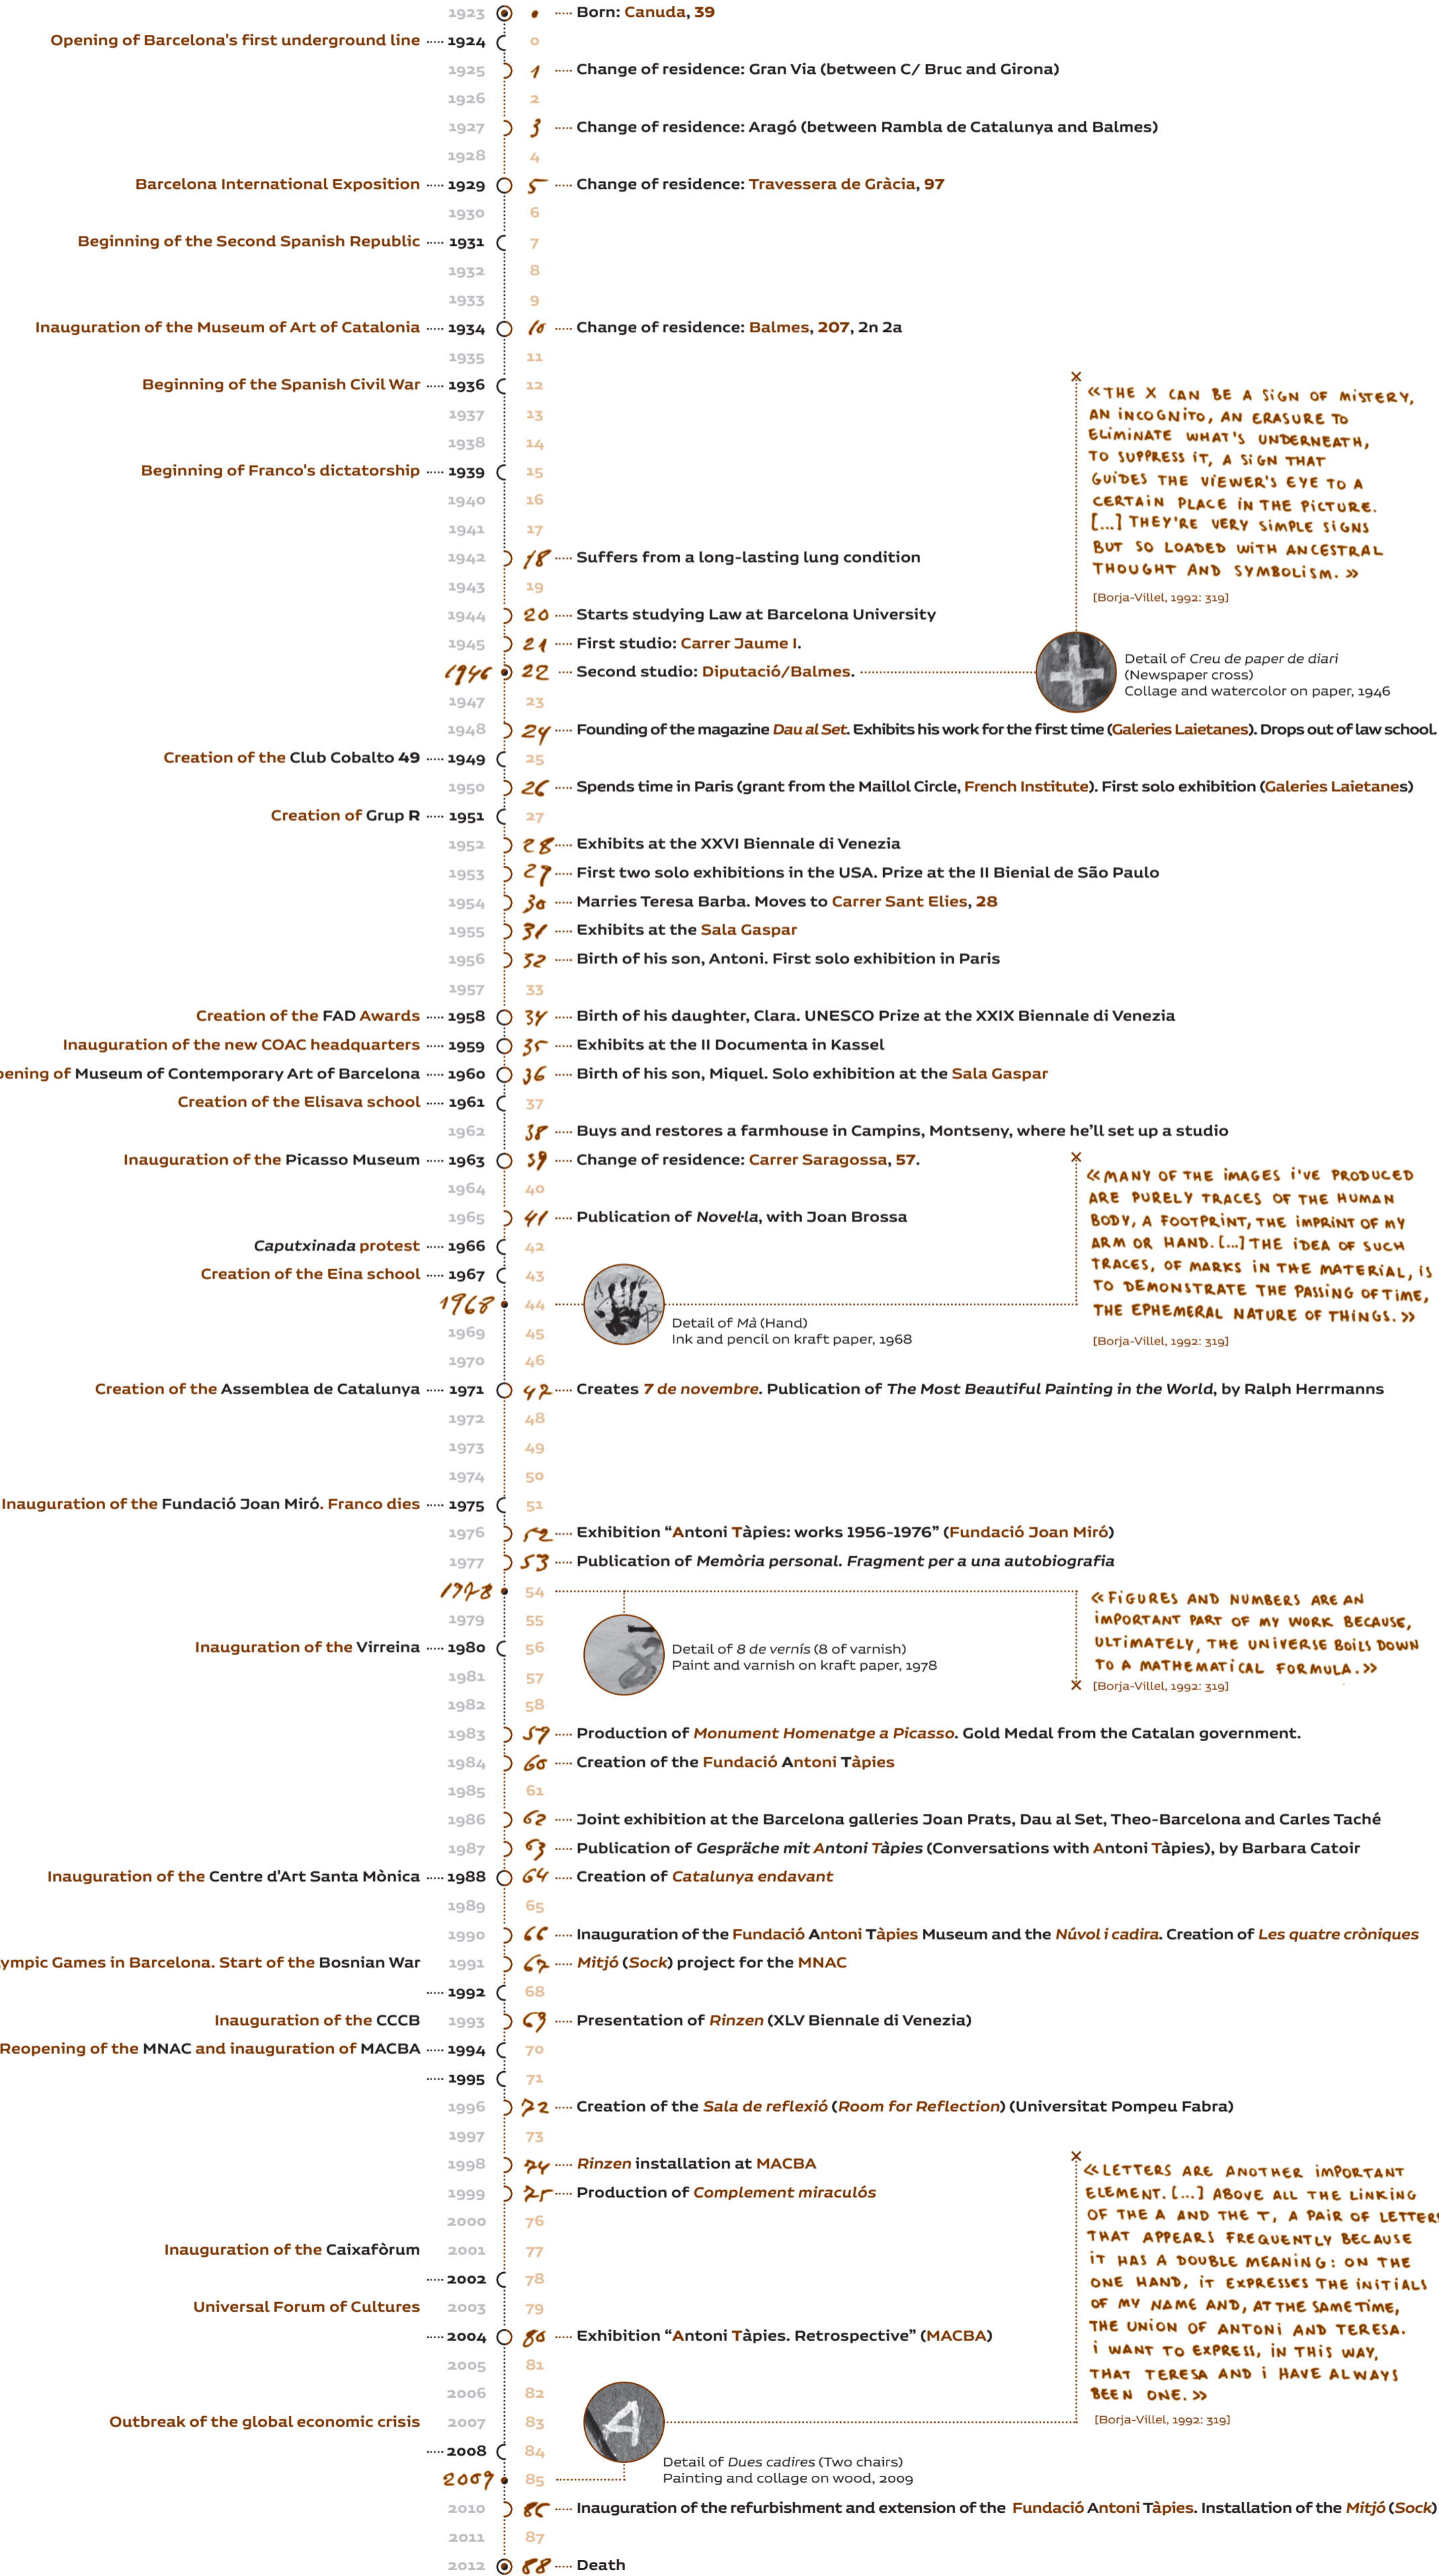 1923 • Born: Canuda, 39
Opening of Barcelona's first underground line 1924 0
1925 1 Change of residence: Gran Via (between C/ Bruc and Girona)
1926 2
1927 3 Change of residence: Aragó (between Rambla de Catalunya and Balmes)
1928 4
Barcelona International Exposition 1929 5 Change of residence: Travessera de Gràcia, 97
1930 6
Beginning of the Second Spanish Republic 1931 7
1932 8
1933 9
Inauguration of the Museum of Art of Catalonia 1934 10 Change of residence: Balmes, 207, 2n 2a
1935 11
Beginning of the Spanish Civil War 1936 12
1937 13
1938 14
Beginning of Franco's dictatorship 1939 15
1940 16
1941 17
«THE X CAN BE A SIGN OF MISTERY,
AN INCOGNITO, AN ERASURE TO
ELIMINATE WHAT'S UNDERNEATH,
TO SUPPRESS IT, A SIGN THAT
GUIDES THE VIEWER'S EYE TO A
CERTAIN PLACE IN THE PICTURE.
[...] THEY'RE VERY SIMPLE SIGNS
BUT SO LOADED WITH ANCESTRAL
THOUGHT AND SYMBOLISM.»
[Borja-Villel, 1992: 319]
1942 18 Suffers from a long-lasting lung condition
1943 19
1944 20 Starts studying Law at Barcelona University
1945 21 First studio: Carrer Jaume I.
1946 22 Second studio: Diputació/Balmes.
Detail of Creu de paper de diari
(Newspaper cross)
Collage and watercolor on paper, 1946
1947 23
1948 24 Founding of the magazine Dau al Set. Exhibits his work for the first time (Galeries Laietanes). Drops out of law school.
Creation of the Club Cobalto 49 1949 25
1950 26 Spends time in Paris (grant from the Maillol Circle, French Institute). First solo exhibition (Galeries Laietanes)
Creation of Grup R 1951 27
1952 28 Exhibits at the XXVI Biennale di Venezia
1953 29 First two solo exhibitions in the USA. Prize at the II Bienial de São Paulo
1954 30 Marries Teresa Barba. Moves to Carrer Sant Elies, 28
1955 31 Exhibits at the Sala Gaspar
1956 32 Birth of his son, Antoni. First solo exhibition in Paris
1957 33
Creation of the FAD Awards 1958 34 Birth of his daughter, Clara. UNESCO Prize at the XXIX Biennale di Venezia
Inauguration of the new COAC headquarters 1959 35 Exhibits at the II Documenta in Kassel
pening of Museum of Contemporary Art of Barcelona 1960 36 Birth of his son, Miquel. Solo exhibition at the Sala Gaspar
Creation of the Elisava school 1961 37
1962 38 Buys and restores a farmhouse in Campins, Montseny, where he'll set up a studio
Inauguration of the Picasso Museum 1963 39 Change of residence: Carrer Saragossa, 57.
1964 40
1965 41 Publication of Novel·la, with Joan Brossa
Caputxinada protest 1966 42
Creation of the Eina school 1967 43
1968 44
Detail of Mà (Hand)
Ink and pencil on kraft paper, 1968
«MANY OF THE IMAGES I'VE PRODUCED
ARE PURELY TRACES OF THE HUMAN
BODY, A FOOTPRINT, THE IMPRINT OF MY
ARM OR HAND. [...] THE IDEA OF SUCH
TRACES, OF MARKS IN THE MATERIAL, IS
TO DEMONSTRATE THE PASSING OF TIME,
THE EPHEMERAL NATURE OF THINGS.»
[Borja-Villel, 1992: 319]
1969 45
1970 46
Creation of the Assemblea de Catalunya 1971 47 Creates 7 de novembre. Publication of The Most Beautiful Painting in the World, by Ralph Herrmanns
1972 48
1973 49
1974 50
Inauguration of the Fundació Joan Miró. Franco dies 1975 51
1976 52 Exhibition “Antoni Tàpies: works 1956-1976” (Fundació Joan Miró)
1977 53 Publication of Memòria personal. Fragment per a una autobiografia
1978 54
1979 55
Inauguration of the Virreina 1980 56
Detail of 8 de vernís (8 of varnish)
Paint and varnish on kraft paper, 1978
«FIGURES AND NUMBERS ARE AN
IMPORTANT PART OF MY WORK BECAUSE,
ULTIMATELY, THE UNIVERSE BOILS DOWN
TO A MATHEMATICAL FORMULA.»
[Borja-Villel, 1992: 319]
1981 57
1982 58
1983 59 Production of Monument Homenatge a Picasso. Gold Medal from the Catalan government.
1984 60 Creation of the Fundació Antoni Tàpies
1985 61
1986 62 Joint exhibition at the Barcelona galleries Joan Prats, Dau al Set, Theo-Barcelona and Carles Taché
1987 63 Publication of Gespräche mit Antoni Tàpies (Conversations with Antoni Tàpies), by Barbara Catoir
Inauguration of the Centre d'Art Santa Mònica 1988 64 Creation of Catalunya endavant
1989 65
1990 66 Inauguration of the Fundació Antoni Tàpies Museum and the Núvol i cadira. Creation of Les quatre cròniques
ympic Games in Barcelona. Start of the Bosnian War 1991 67 Mitjó (Sock) project for the MNAC
1992 68
Inauguration of the CCCB 1993 69 Presentation of Rinzen (XLV Biennale di Venezia)
Reopening of the MNAC and inauguration of MACBA 1994 70
1995 71
1996 72 Creation of the Sala de reflexió (Room for Reflection) (Universitat Pompeu Fabra)
1997 73
1998 74 Rinzen installation at MACBA
1999 75 Production of Complement miraculós
2000 76
Inauguration of the Caixafòrum 2001 77
2002 78
Universal Forum of Cultures 2003 79
2004 80 Exhibition “Antoni Tàpies. Retrospective” (MACBA)
2005 81
2006 82
Outbreak of the global economic crisis 2007 83
2008 84
2009 85
Detail of Dues cadires (Two chairs)
Painting and collage on wood, 2009
«LETTERS ARE ANOTHER IMPORTANT
ELEMENT. [...] ABOVE ALL THE LINKING
OF THE A AND THE T, A PAIR OF LETTERS
THAT APPEARS FREQUENTLY BECAUSE
IT HAS A DOUBLE MEANING: ON THE
ONE HAND, IT EXPRESSES THE INITIALS
OF MY NAME AND, AT THE SAME TIME,
THE UNION OF ANTONI AND TERESA.
I WANT TO EXPRESS, IN THIS WAY,
THAT TERESA AND I HAVE ALWAYS
BEEN ONE.»
[Borja-Villel, 1992: 319]
2010 86 Inauguration of the refurbishment and extension of the Fundació Antoni Tàpies. Installation of the Mitjó (Sock)
2011 87
2012 88 Death